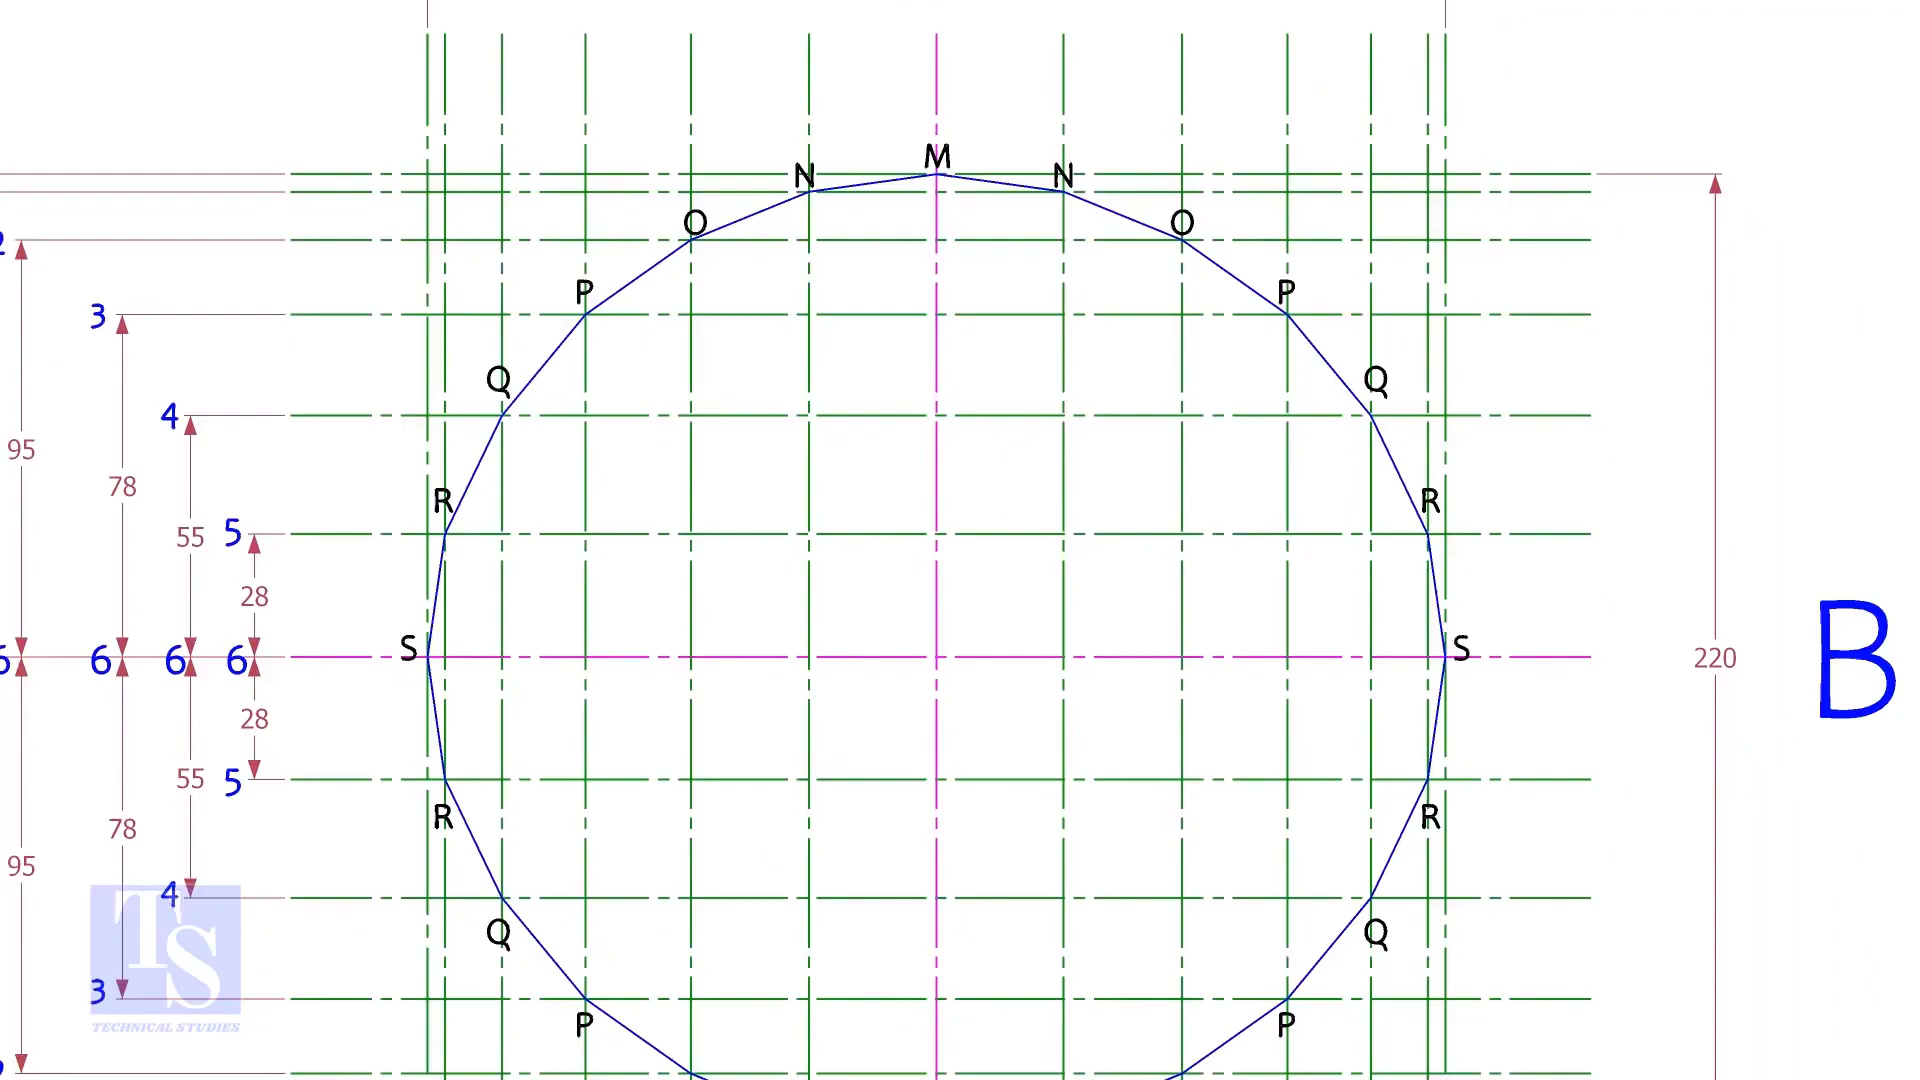 M
N N
O O
2
P P
3
Q Q
4
95
78
R R
55 5
28
S S
6 6 6 6
220
B
28
55 5
R R
78
95
4
Q Q
3
P P
TS
TECHNICAL STUDIES